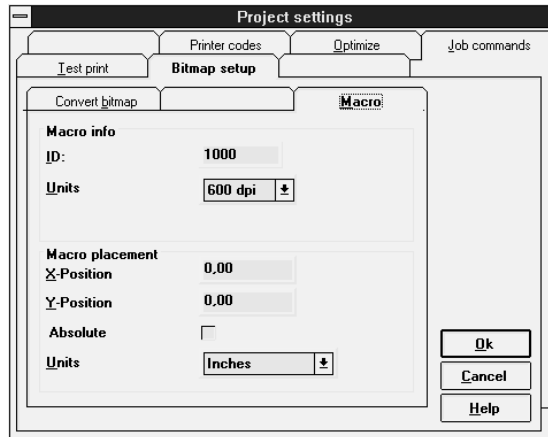 Project settings
Printer codes Optimize Job commands
Test print Bitmap setup
Convert bitmap Macro
Macro info
ID: 1000
Units 600 dpi
Macro placement
X-Position 0,00
Y-Position 0,00
Absolute
Units Inches
Ok
Cancel
Help